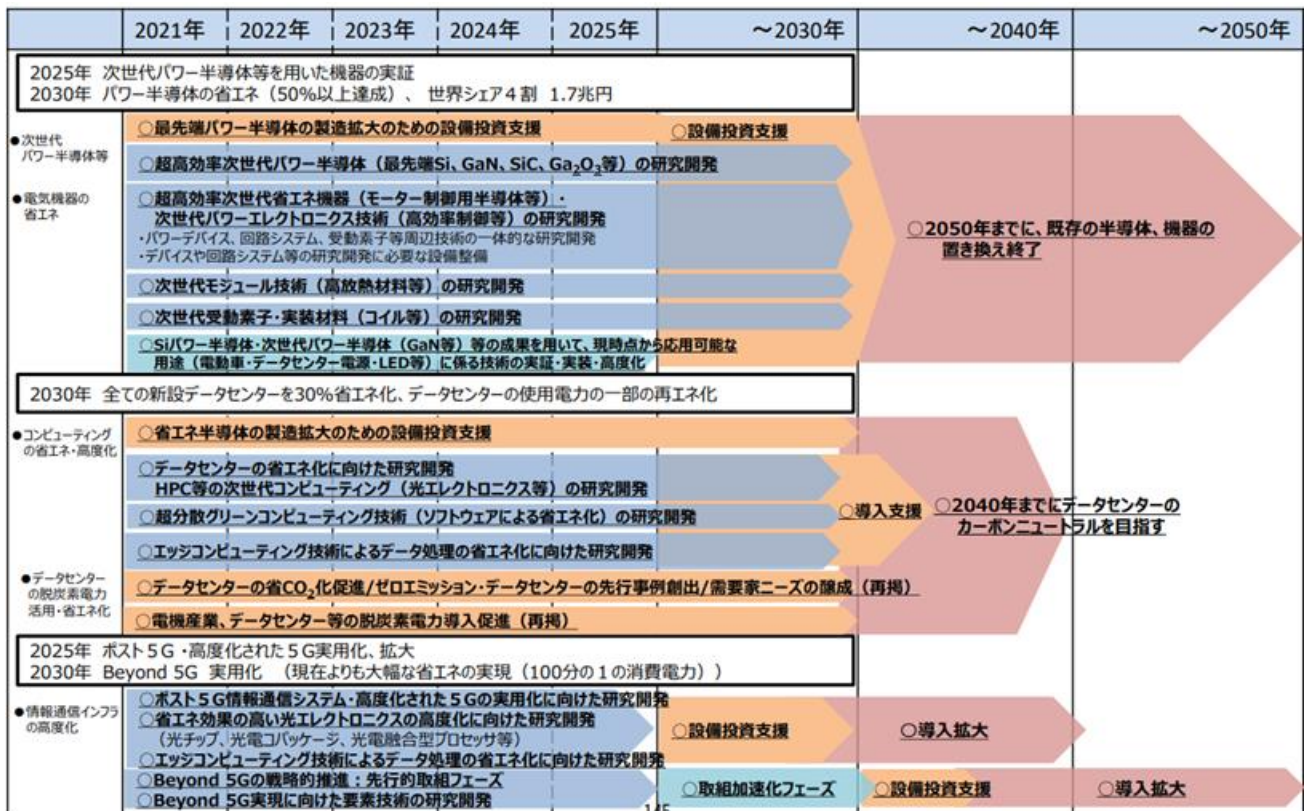 2021年 2022年 2023年 2024年 2025年 ～2030年 ～2040年 ～2050年
2025年 次世代パワー半導体等を用いた機器の実証
2030年 パワー半導体の省エネ（50%以上達成）、世界シェア４割 1.7兆円
●次世代
パワー半導体等
●電気機器の
省エネ
○最先端パワー半導体の製造拡大のための設備投資支援
○設備投資支援
○超高効率次世代パワー半導体（最先端Si、GaN、SiC、Ga2O3等）の研究開発
○超高効率次世代省エネ機器（モーター制御用半導体等）・
次世代パワーエレクトロニクス技術（高効率制御等）の研究開発
・パワーデバイス、回路システム、受動素子等周辺技術の一体的な研究開発
・デバイスや回路システム等の研究開発に必要な設備整備
○次世代モジュール技術（高放熱材料等）の研究開発
○次世代受動素子・実装材料（コイル等）の研究開発
○Siパワー半導体・次世代パワー半導体（GaN等）等の成果を用いて、現時点から応用可能な
用途（電動車・データセンター電源・LED等）に係る技術の実証・実装・高度化
○2050年までに、既存の半導体、機器の
置き換え終了
2030年 全ての新設データセンターを30%省エネ化、データセンターの使用電力の一部の再エネ化
●コンピューティング
の省エネ・高度化
○省エネ半導体の製造拡大のための設備投資支援
○データセンターの省エネ化に向けた研究開発
HPC等の次世代コンピューティング（光エレクトロニクス等）の研究開発
○超分散グリーンコンピューティング技術（ソフトウェアによる省エネ化）の研究開発
○エッジコンピューティング技術によるデータ処理の省エネ化に向けた研究開発
○導入支援
○2040年までにデータセンターの
カーボンニュートラルを目指す
●データセンター
の脱炭素電力
活用・省エネ化
○データセンターの省CO2化促進/ゼロエミッション・データセンターの先行事例創出/需要家ニーズの醸成（再掲）
○電機産業、データセンター等の脱炭素電力導入促進（再掲）
2025年 ポスト５Ｇ・高度化された５Ｇ実用化、拡大
2030年 Beyond 5G 実用化 （現在よりも大幅な省エネの実現（100分の１の消費電力））
●情報通信インフラ
の高度化
○ポスト５Ｇ情報通信システム・高度化された５Ｇの実用化に向けた研究開発
○省エネ効果の高い光エレクトロニクスの高度化に向けた研究開発
（光チップ、光電コパッケージ、光電融合型プロセッサ等）
○エッジコンピューティング技術によるデータ処理の省エネ化に向けた研究開発
○設備投資支援
○導入拡大
○Beyond 5Gの戦略的推進：先行的取組フェーズ
○Beyond 5G実現に向けた要素技術の研究開発
○取組加速化フェーズ
○設備投資支援
○導入拡大